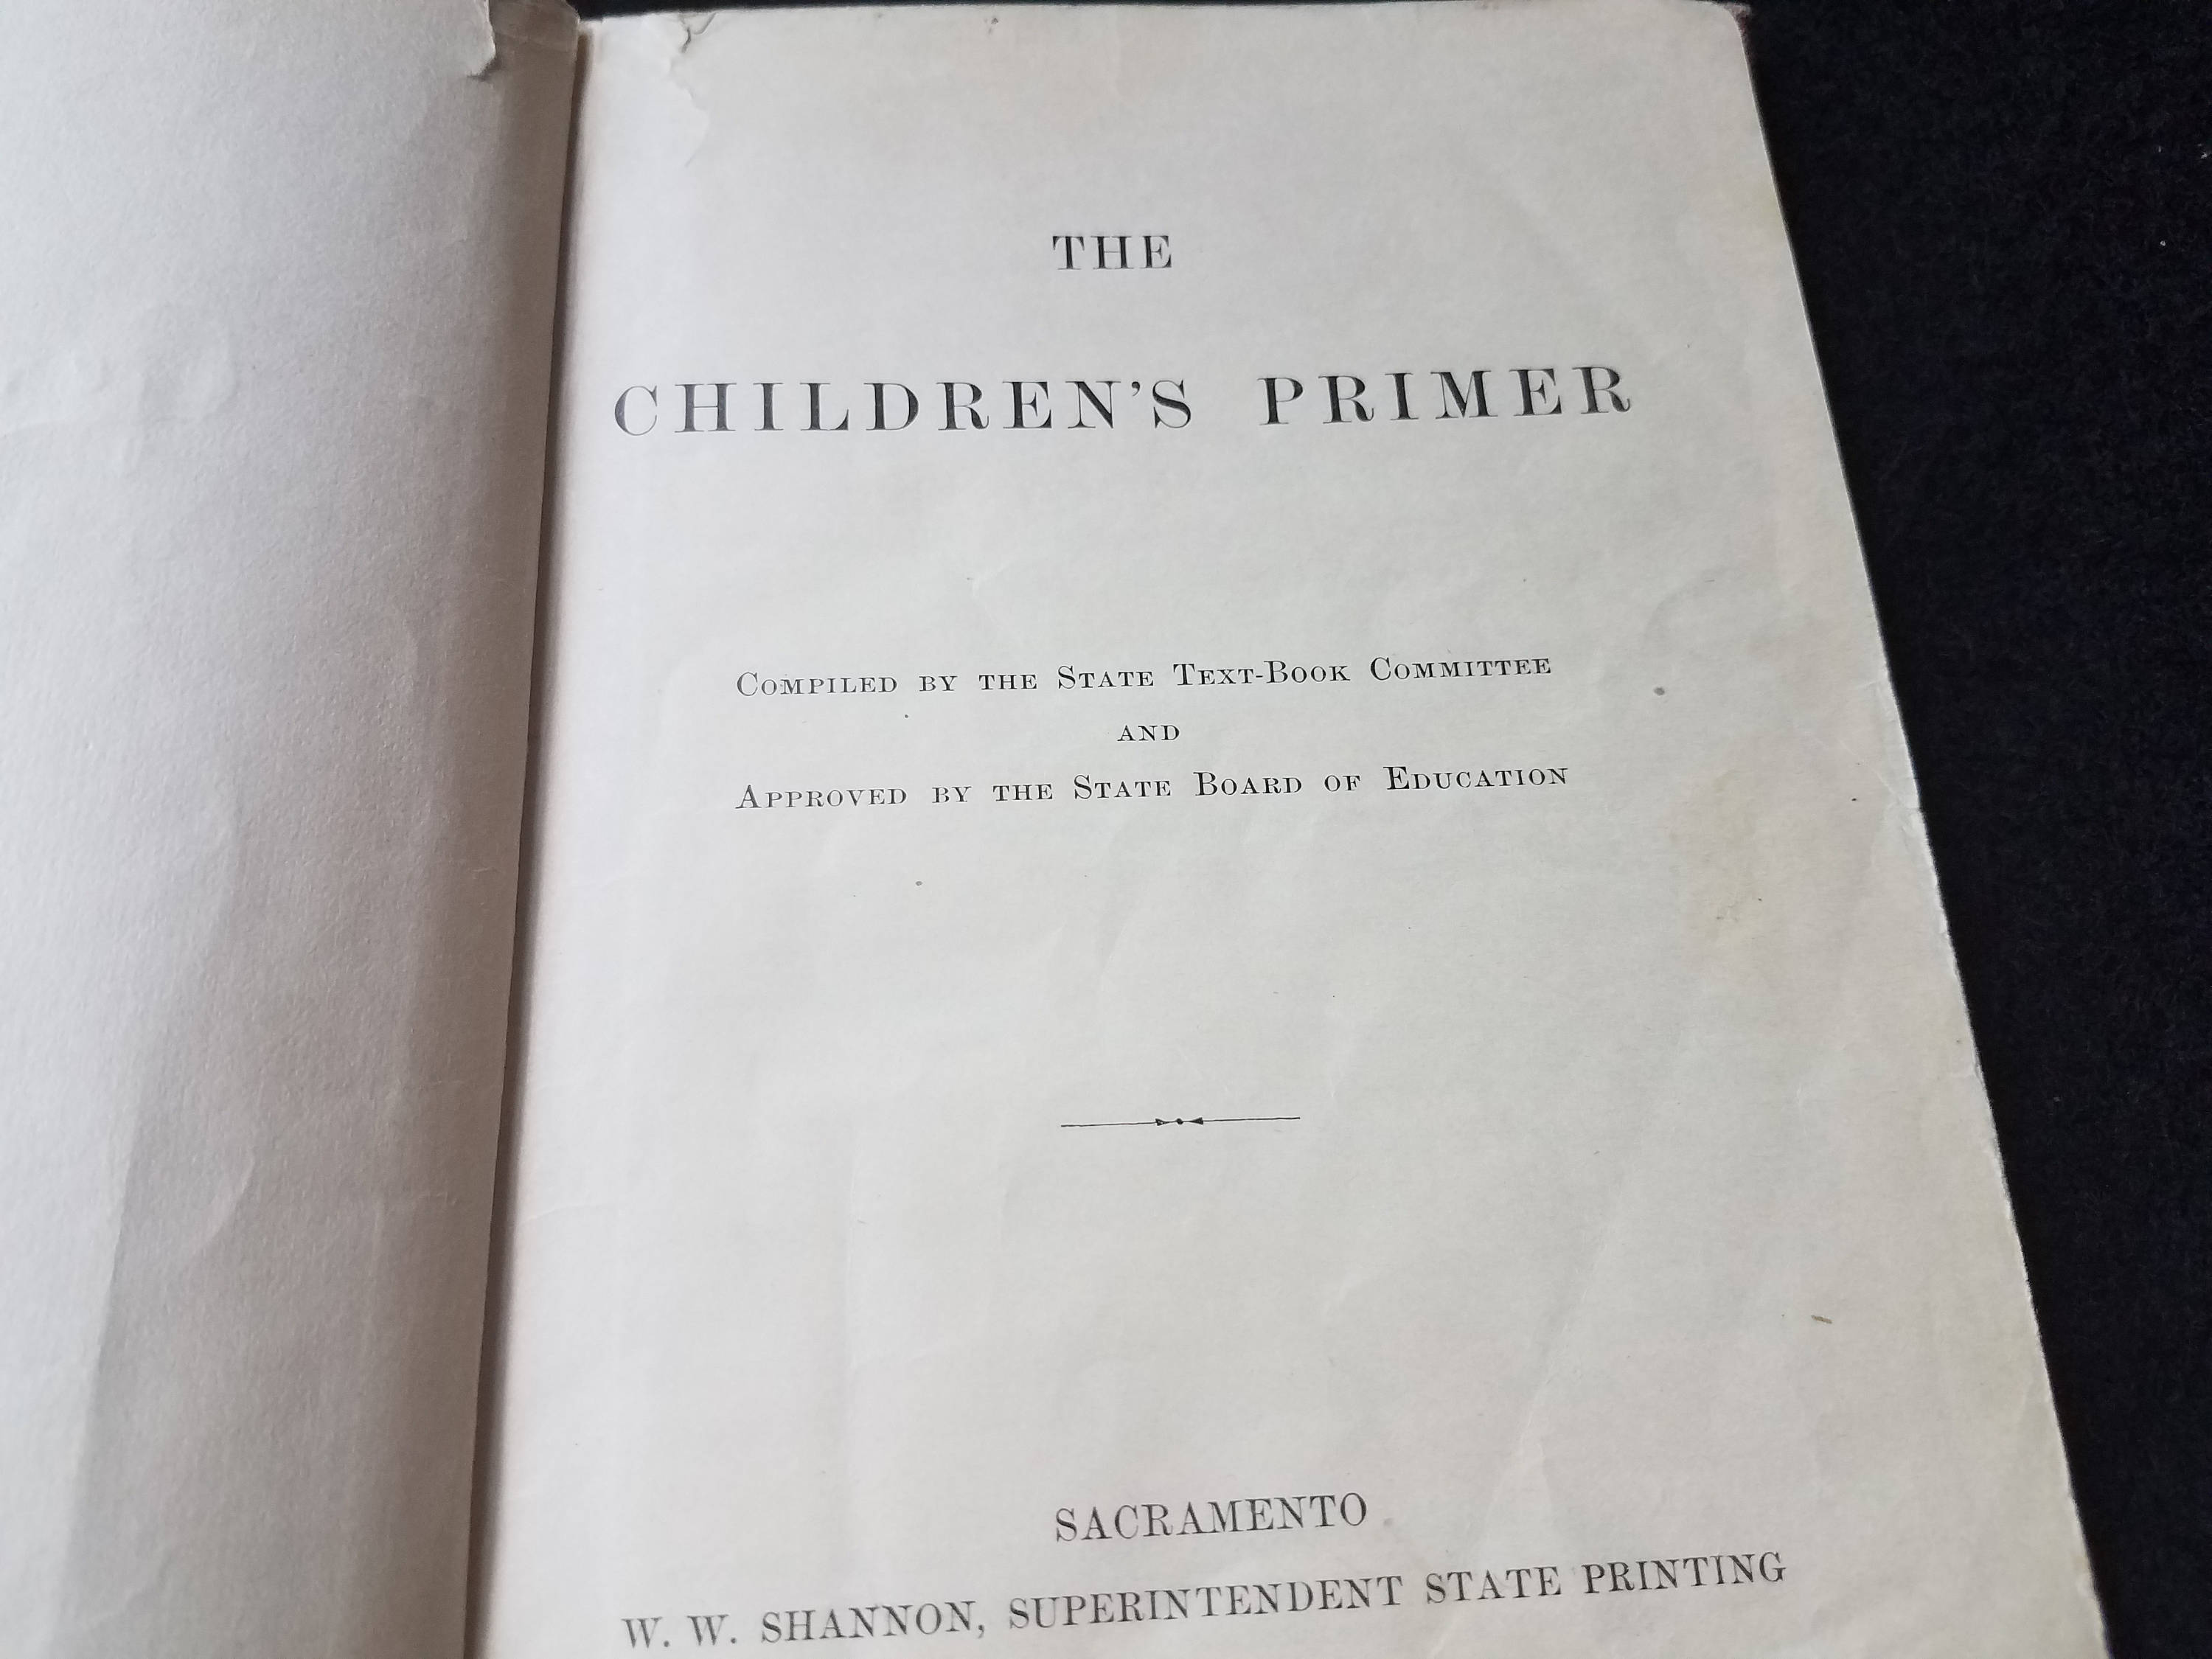 THE
CHILDREN'S PRIMER
COMPILED BY THE STATE TEXT-BOOK COMMITTEE
AND
APPROVED BY THE STATE BOARD OF EDUCATION
SACRAMENTO
W. W. SHANNON, SUPERINTENDENT STATE PRINTING